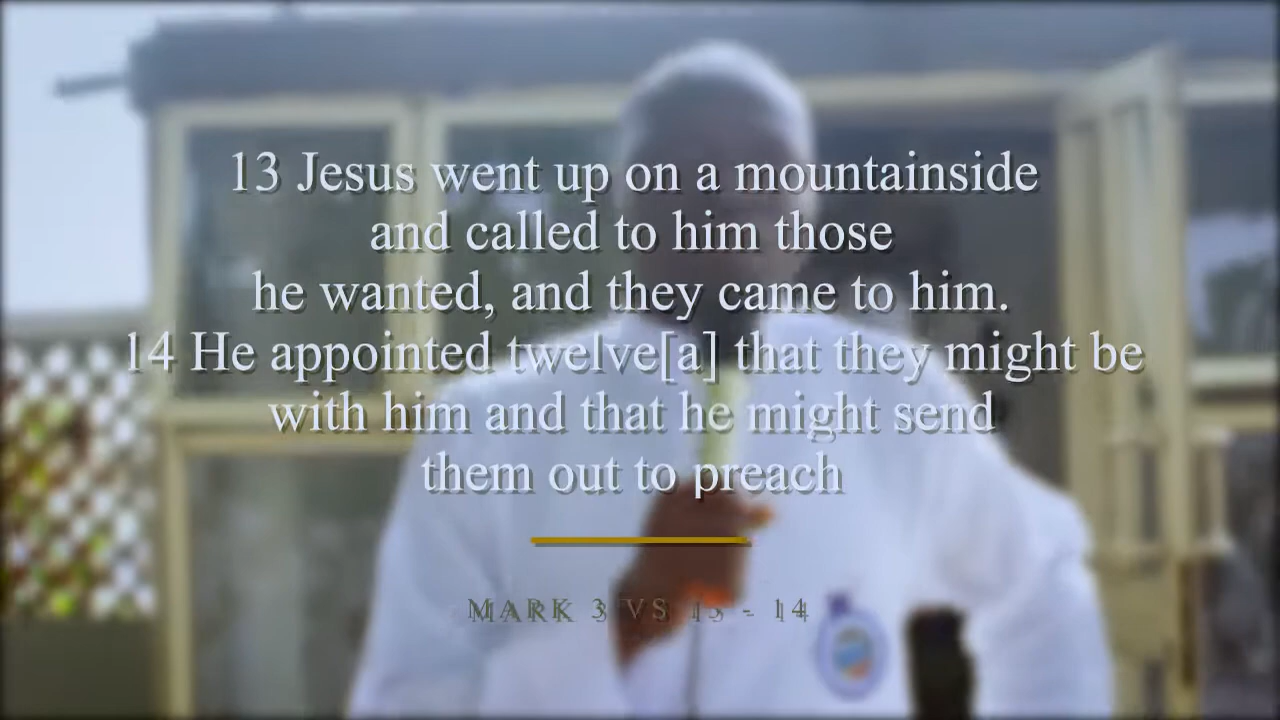 13 Jesus went up on a mountainside
and called to him those
he wanted, and they came to him.
14 He appointed twelve[a] that they might be
with him and that he might send
them out to preach
MARK 3 VS 13 - 14